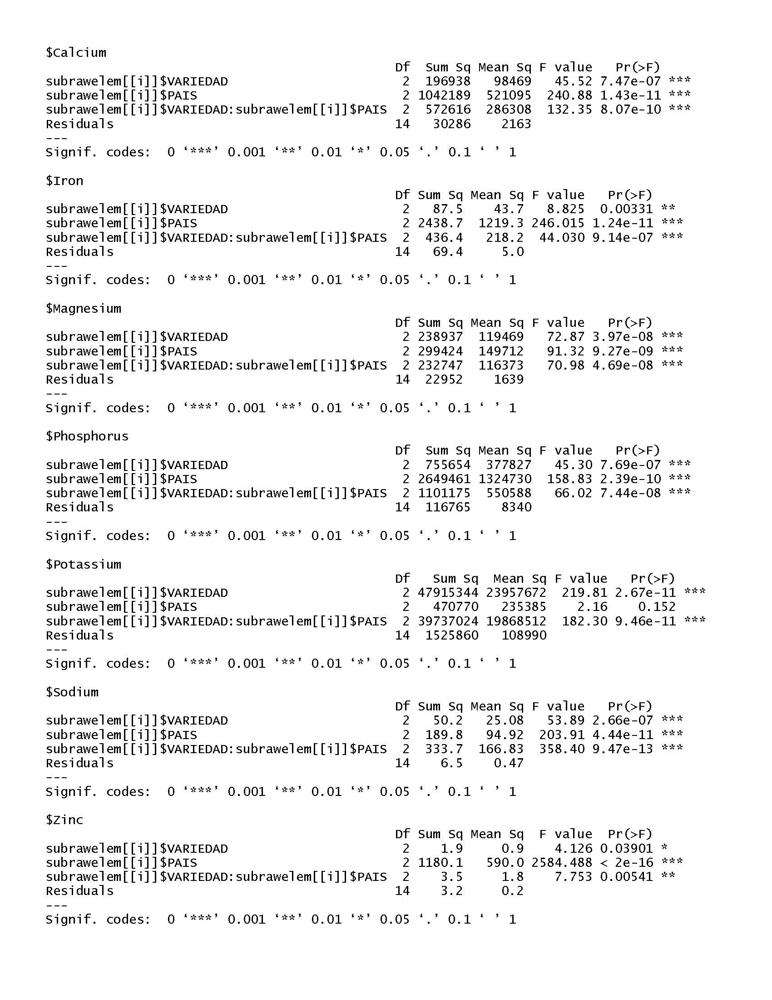 $Calcium
                                              Df  Sum Sq Mean Sq F value   Pr(>F)
subrawelem[[i]]$VARIEDAD                       2  196938   98469   45.52 7.47e-07 ***
subrawelem[[i]]$PAIS                           2 1042189  521095  240.88 1.43e-11 ***
subrawelem[[i]]$VARIEDAD:subrawelem[[i]]$PAIS  2  572616  286308  132.35 8.07e-10 ***
Residuals                                     14   30286    2163
---
Signif. codes:  0 ‘***’ 0.001 ‘**’ 0.01 ‘*’ 0.05 ‘.’ 0.1 ‘ ’ 1

$Iron
                                              Df Sum Sq Mean Sq F value   Pr(>F)
subrawelem[[i]]$VARIEDAD                       2   87.5    43.7   8.825  0.00331 **
subrawelem[[i]]$PAIS                           2 2438.7  1219.3 246.015 1.24e-11 ***
subrawelem[[i]]$VARIEDAD:subrawelem[[i]]$PAIS  2  436.4   218.2  44.030 9.14e-07 ***
Residuals                                     14   69.4     5.0
---
Signif. codes:  0 ‘***’ 0.001 ‘**’ 0.01 ‘*’ 0.05 ‘.’ 0.1 ‘ ’ 1

$Magnesium
                                              Df Sum Sq Mean Sq F value   Pr(>F)
subrawelem[[i]]$VARIEDAD                       2 238937  119469   72.87 3.97e-08 ***
subrawelem[[i]]$PAIS                           2 299424  149712   91.32 9.27e-09 ***
subrawelem[[i]]$VARIEDAD:subrawelem[[i]]$PAIS  2 232747  116373   70.98 4.69e-08 ***
Residuals                                     14  22952    1639
---
Signif. codes:  0 ‘***’ 0.001 ‘**’ 0.01 ‘*’ 0.05 ‘.’ 0.1 ‘ ’ 1

$Phosphorus
                                              Df  Sum Sq Mean Sq F value   Pr(>F)
subrawelem[[i]]$VARIEDAD                       2  755654  377827   45.30 7.69e-07 ***
subrawelem[[i]]$PAIS                           2 2649461 1324730  158.83 2.39e-10 ***
subrawelem[[i]]$VARIEDAD:subrawelem[[i]]$PAIS  2 1101175  550588   66.02 7.44e-08 ***
Residuals                                     14  116765    8340
---
Signif. codes:  0 ‘***’ 0.001 ‘**’ 0.01 ‘*’ 0.05 ‘.’ 0.1 ‘ ’ 1

$Potassium
                                              Df   Sum Sq  Mean Sq F value   Pr(>F)
subrawelem[[i]]$VARIEDAD                       2 47915344 23957672  219.81 2.67e-11 ***
subrawelem[[i]]$PAIS                           2   470770   235385    2.16    0.152
subrawelem[[i]]$VARIEDAD:subrawelem[[i]]$PAIS  2 39737024 19868512  182.30 9.46e-11 ***
Residuals                                     14  1525860   108990
---
Signif. codes:  0 ‘***’ 0.001 ‘**’ 0.01 ‘*’ 0.05 ‘.’ 0.1 ‘ ’ 1

$Sodium
                                              Df Sum Sq Mean Sq F value   Pr(>F)
subrawelem[[i]]$VARIEDAD                       2   50.2   25.08   53.89 2.66e-07 ***
subrawelem[[i]]$PAIS                           2  189.8   94.92  203.91 4.44e-11 ***
subrawelem[[i]]$VARIEDAD:subrawelem[[i]]$PAIS  2  333.7  166.83  358.40 9.47e-13 ***
Residuals                                     14    6.5    0.47
---
Signif. codes:  0 ‘***’ 0.001 ‘**’ 0.01 ‘*’ 0.05 ‘.’ 0.1 ‘ ’ 1

$Zinc
                                              Df Sum Sq Mean Sq  F value  Pr(>F)
subrawelem[[i]]$VARIEDAD                       2    1.9     0.9    4.126 0.03901 *
subrawelem[[i]]$PAIS                           2 1180.1   590.0 2584.488 < 2e-16 ***
subrawelem[[i]]$VARIEDAD:subrawelem[[i]]$PAIS  2    3.5     1.8    7.753 0.00541 **
Residuals                                     14    3.2     0.2
---
Signif. codes:  0 ‘***’ 0.001 ‘**’ 0.01 ‘*’ 0.05 ‘.’ 0.1 ‘ ’ 1